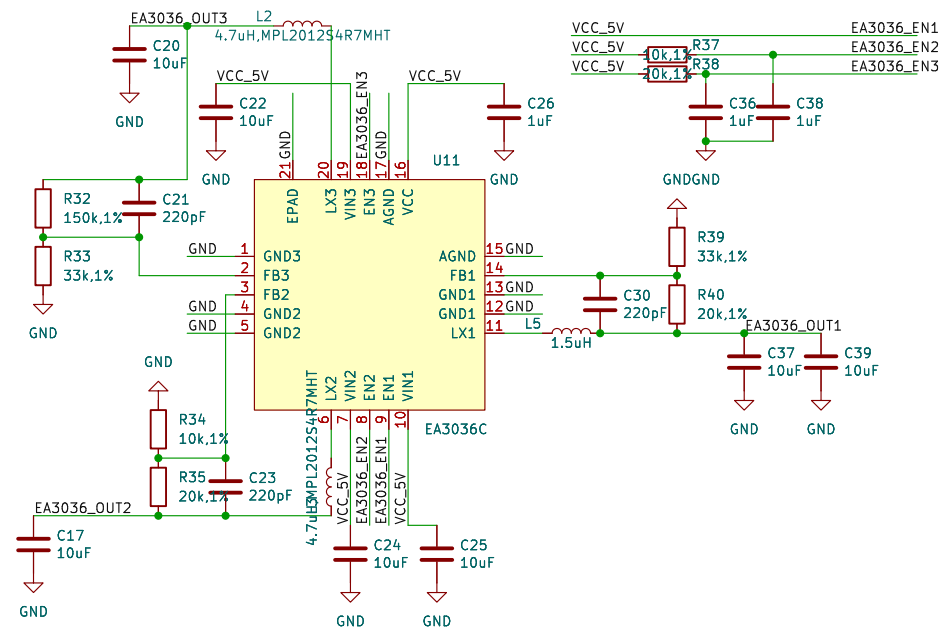 EA3036_OUT3
L2
4.7uH,MPL2012S4R7MHT
C20
10uF
GND
VCC_5V
C22
10uF
GND
GND
EA3036_EN3
GND
VCC_5V
C26
1uF
GND
VCC_5V
EA3036_EN1
VCC_5V
R37
10k,1%
EA3036_EN2
VCC_5V
R38
20k,1%
EA3036_EN3
C36
1uF
C38
1uF
GND
GND
U11
21
20
19
18
17
16
EPAD
LX3
VIN3
EN3
AGND
VCC
R32
150k,1%
C21
220pF
R33
33k,1%
GND
GND
1
GND3
2
FB3
3
FB2
GND
4
GND2
GND
5
GND2
AGND
15
GND
FB1
14
GND1
13
GND
GND1
12
GND
LX1
11
L5
1.5uH
R39
33k,1%
C30
220pF
R40
20k,1%
EA3036_OUT1
C37
10uF
C39
10uF
GND
GND
LX2
VIN2
EN2
EN1
VIN1
6
7
8
9
10
EA3036C
GND
R34
10k,1%
R35
20k,1%
C23
220pF
L3
4.7uH,MPL2012S4R7MHT
VCC_5V
EA3036_EN2
EA3036_EN1
VCC_5V
EA3036_OUT2
C17
10uF
GND
C24
10uF
GND
C25
10uF
GND